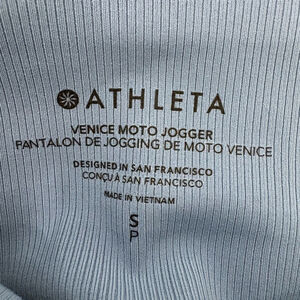 ATHLETA
VENICE MOTO JOGGER
PANTALON DE JOGGING DE MOTO VENICE
DESIGNED IN SAN FRANCISCO
CONÇU À SAN FRANCISCO
MADE IN VIETNAM
S
P